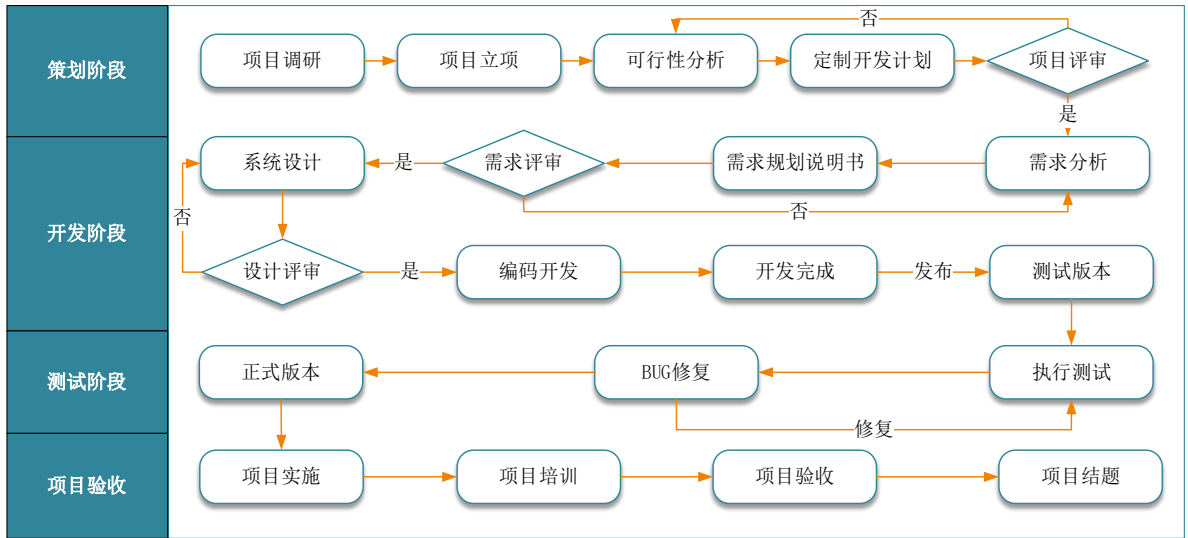 否
策划阶段
项目调研
项目立项
可行性分析
定制开发计划
项目评审
是
开发阶段
系统设计
是
需求评审
需求规划说明书
需求分析
否
否
设计评审
是
编码开发
开发完成
发布
测试版本
测试阶段
正式版本
BUG修复
执行测试
修复
项目验收
项目实施
项目培训
项目验收
项目结题